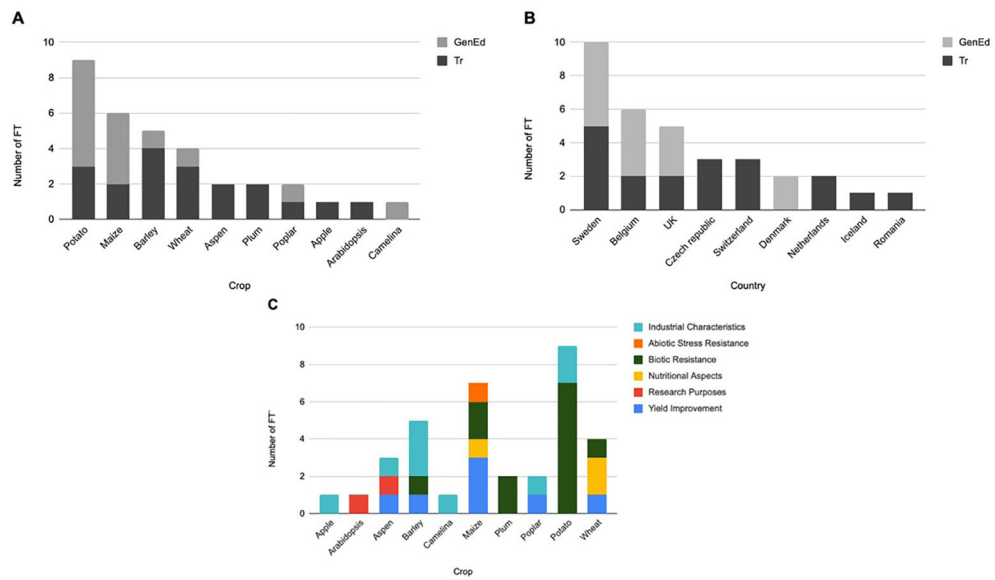 A
GenEd
Tr
Number of FT
10
8
6
4
2
0
Potato
Maize
Barley
Wheat
Aspen
Plum
Poplar
Apple
Arabidopsis
Camelina
Crop
B
GenEd
Tr
Number of FT
10
8
6
4
2
0
Sweden
Belgium
UK
Czech republic
Switzerland
Denmark
Netherlands
Iceland
Romania
Country
C
Industrial Characteristics
Abiotic Stress Resistance
Biotic Resistance
Nutritional Aspects
Research Purposes
Yield Improvement
Number of FT
10
8
6
4
2
0
Apple
Arabidopsis
Aspen
Barley
Camelina
Maize
Plum
Poplar
Potato
Wheat
Crop